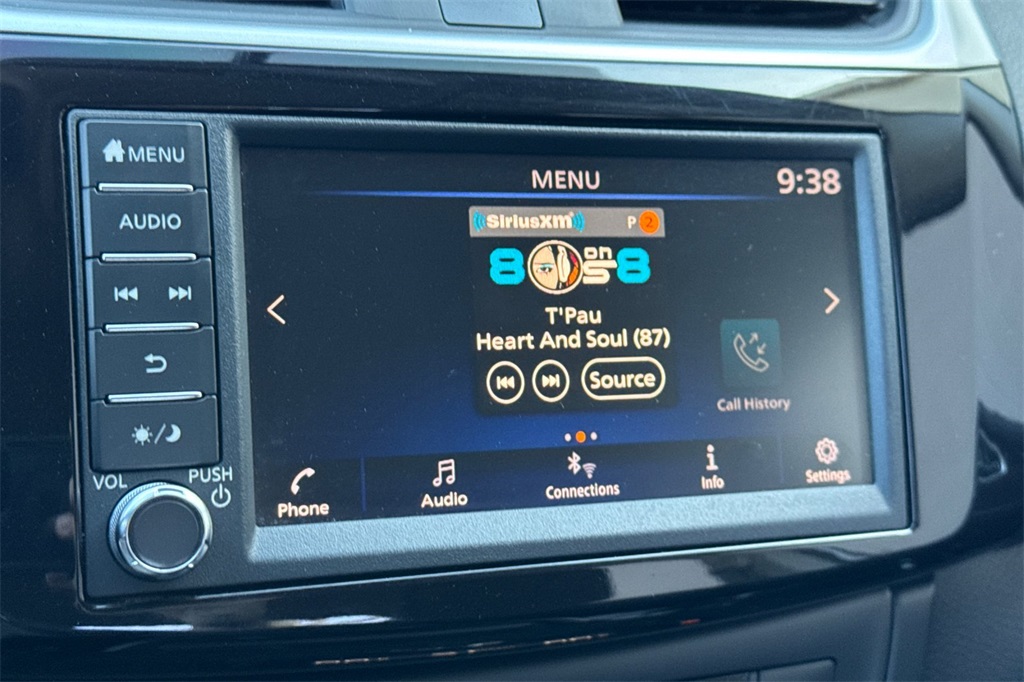 MENU
AUDIO
VOL
PUSH
MENU
9:38
SiriusXM
P 2
80s on 8
T'Pau
Heart And Soul (87)
Source
Call History
Phone
Audio
Connections
Info
Settings